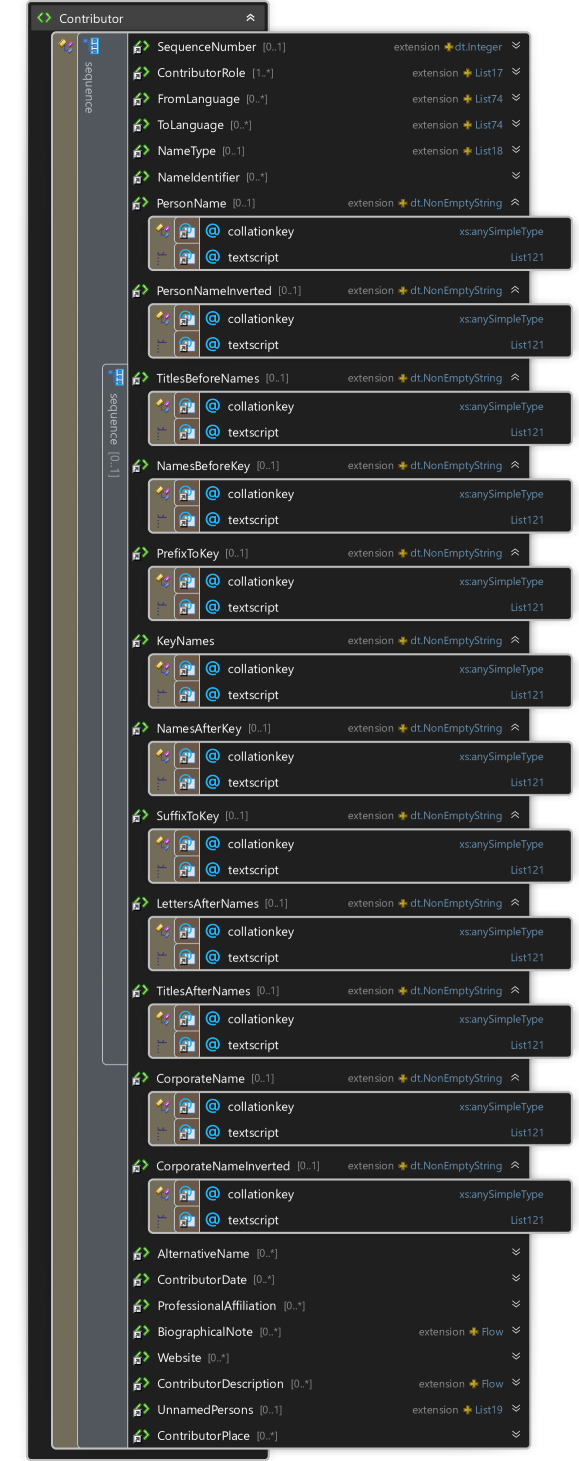 Contributor
sequence
SequenceNumber [0..1] extension dt.Integer
ContributorRole [1..*] extension List17
FromLanguage [0..*] extension List74
ToLanguage [0..*] extension List74
NameType [0..1] extension List18
NameIdentifier [0..*]
PersonName [0..1] extension dt.NonEmptyString
@ collationkey xs:anySimpleType
@ textscript List121
PersonNameInverted [0..1] extension dt.NonEmptyString
@ collationkey xs:anySimpleType
@ textscript List121
sequence [0..1]
TitlesBeforeNames [0..1] extension dt.NonEmptyString
@ collationkey xs:anySimpleType
@ textscript List121
NamesBeforeKey [0..1] extension dt.NonEmptyString
@ collationkey xs:anySimpleType
@ textscript List121
PrefixToKey [0..1] extension dt.NonEmptyString
@ collationkey xs:anySimpleType
@ textscript List121
KeyNames extension dt.NonEmptyString
@ collationkey xs:anySimpleType
@ textscript List121
NamesAfterKey [0..1] extension dt.NonEmptyString
@ collationkey xs:anySimpleType
@ textscript List121
SuffixToKey [0..1] extension dt.NonEmptyString
@ collationkey xs:anySimpleType
@ textscript List121
LettersAfterNames [0..1] extension dt.NonEmptyString
@ collationkey xs:anySimpleType
@ textscript List121
TitlesAfterNames [0..1] extension dt.NonEmptyString
@ collationkey xs:anySimpleType
@ textscript List121
CorporateName [0..1] extension dt.NonEmptyString
@ collationkey xs:anySimpleType
@ textscript List121
CorporateNameInverted [0..1] extension dt.NonEmptyString
@ collationkey xs:anySimpleType
@ textscript List121
AlternativeName [0..*]
ContributorDate [0..*]
ProfessionalAffiliation [0..*]
BiographicalNote [0..*] extension Flow
Website [0..*]
ContributorDescription [0..*] extension Flow
UnnamedPersons [0..1] extension List19
ContributorPlace [0..*]